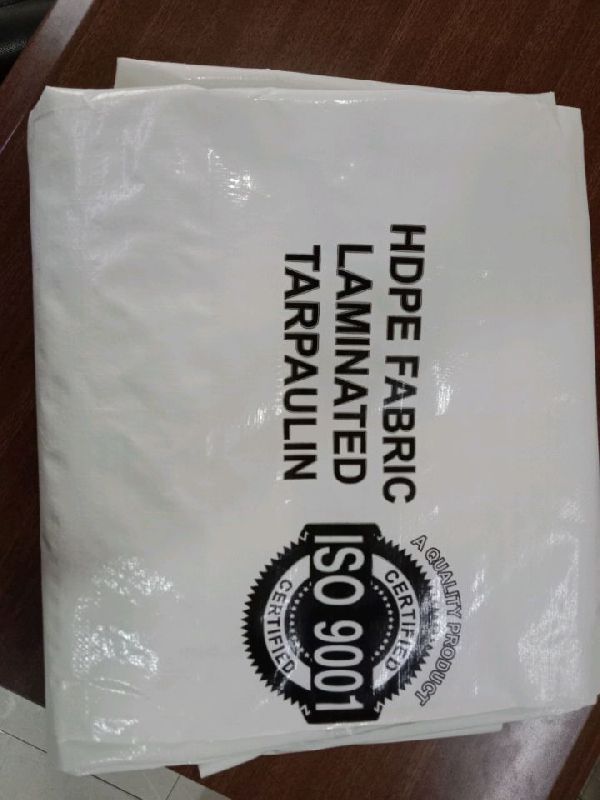 HDPE FABRIC
LAMINATED
TARPAULIN
A QUALITY PRODUCT
CERTIFIED
ISO 9001
CERTIFIED